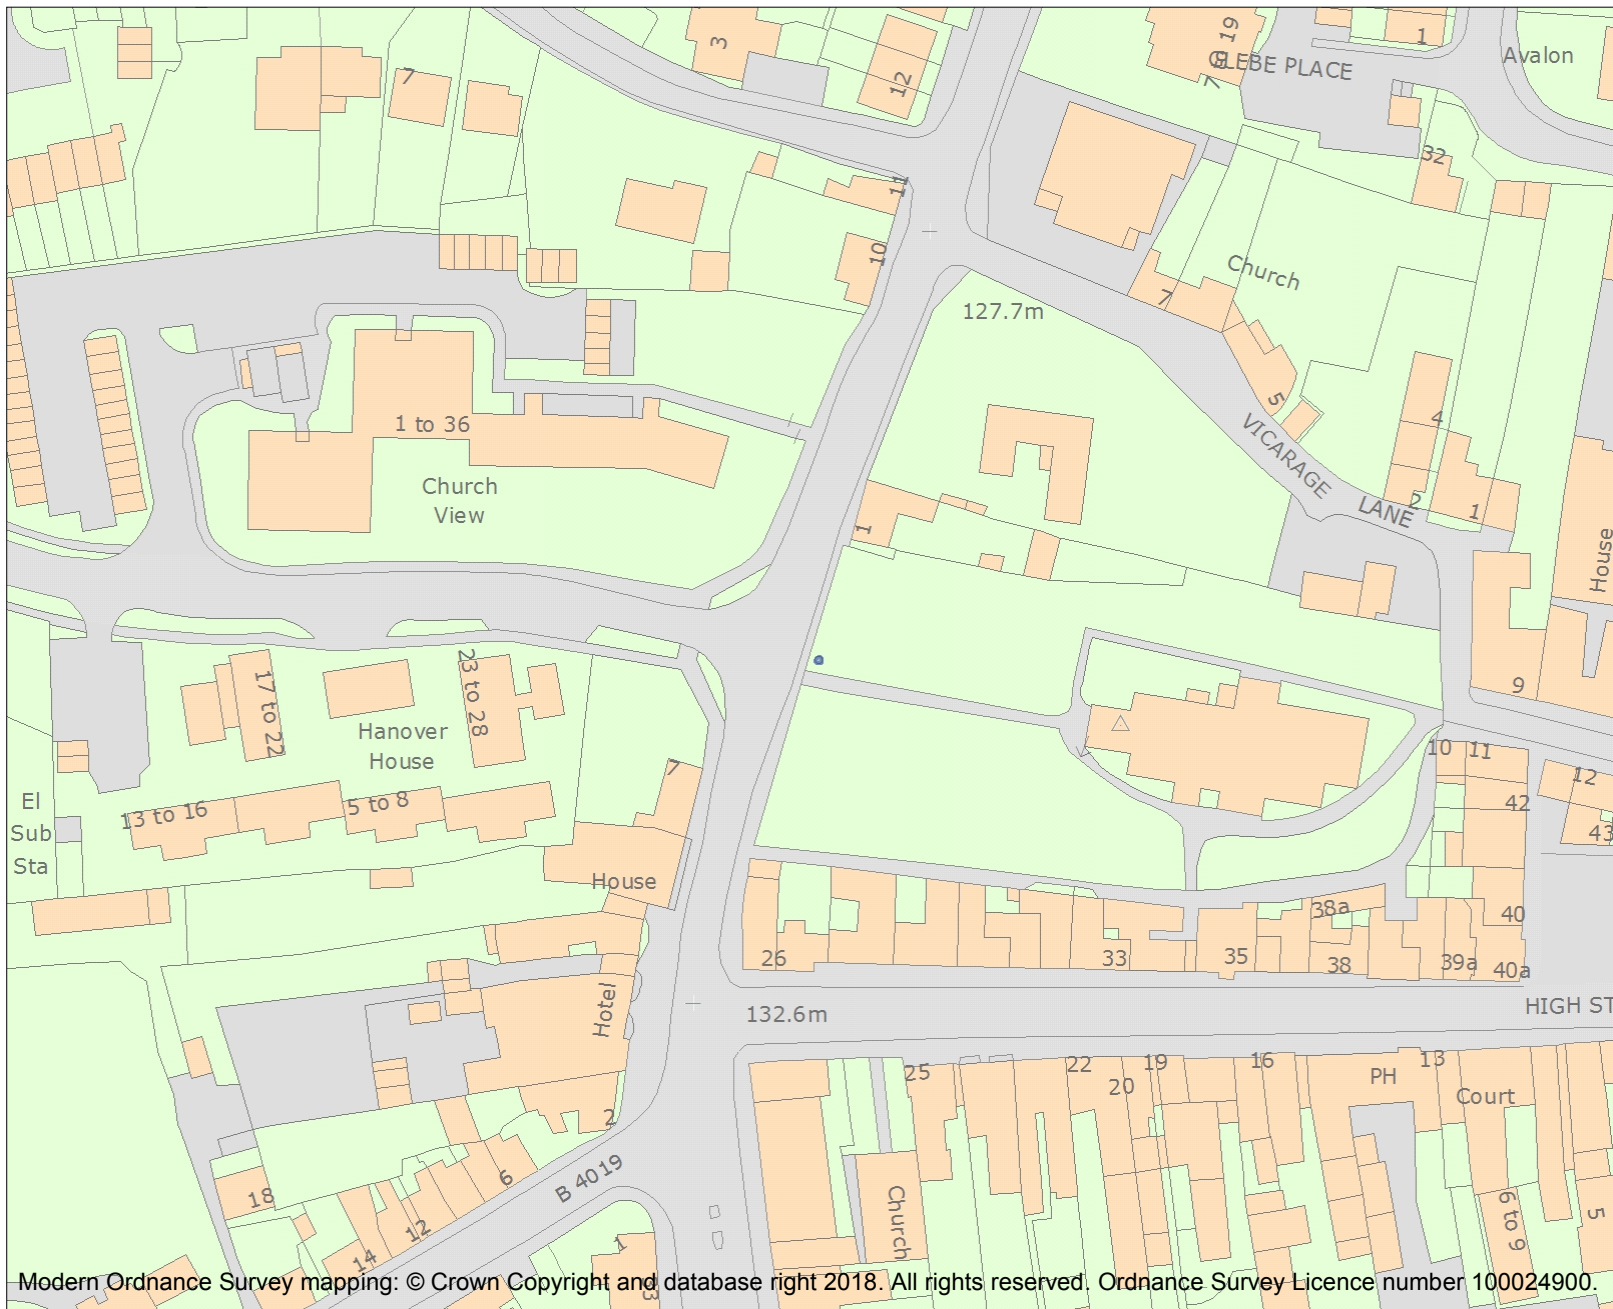 3
12
7
19
7
GLEBE PLACE
1
Avalon
32
11
10
Church
7
127.7m
5
VICARAGE
LANE
4
2
1
House
1 to 36
Church
View
1
9
17 to 22
23 to 28
Hanover
House
7
13 to 16
5 to 8
El
Sub
Sta
House
10
11
12
42
43
26
33
35
38a
38
39a
40
40a
Hotel
132.6m
HIGH ST
25
22
20
19
16
PH
13
Court
2
B 4019
6
18
12
14
1
Church
6 to 9
5
Modern Ordnance Survey mapping: © Crown Copyright and database right 2018. All rights reserved. Ordnance Survey Licence number 100024900.